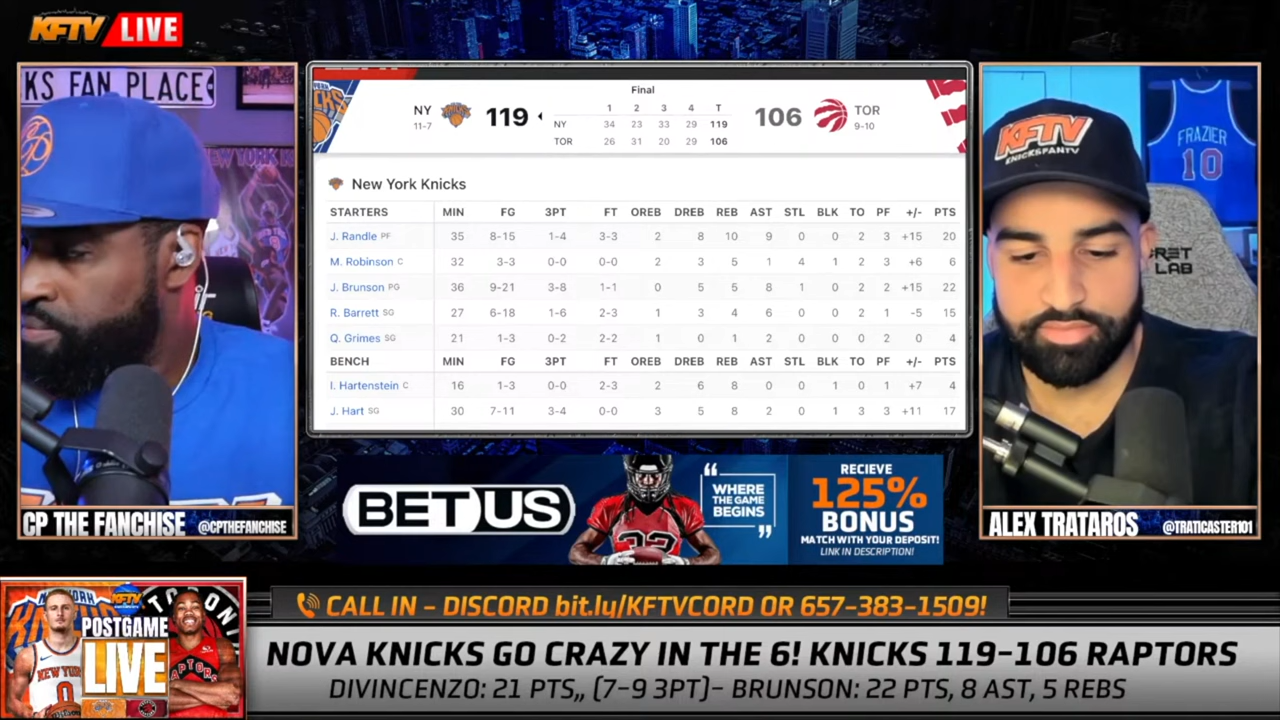 KFTV LIVE
KS FAN PLACE
NEW YORK
CP THE FANCHISE @CPTHEFANCHISE
Final
NY 11-7 119 106 TOR 9-10
1 2 3 4 T
NY 34 23 33 29 119
TOR 26 31 20 29 106
New York Knicks
STARTERS MIN FG 3PT FT OREB DREB REB AST STL BLK TO PF +/- PTS
J. Randle PF 35 8-15 1-4 3-3 2 8 10 9 0 0 2 3 +15 20
M. Robinson C 32 3-3 0-0 0-0 2 3 5 1 4 1 2 3 +6 6
J. Brunson PG 36 9-21 3-8 1-1 0 5 5 8 1 0 2 2 +15 22
R. Barrett SG 27 6-18 1-6 2-3 1 3 4 6 0 0 2 1 -5 15
Q. Grimes SG 21 1-3 0-2 2-2 1 0 1 2 0 0 0 2 0 4
BENCH MIN FG 3PT FT OREB DREB REB AST STL BLK TO PF +/- PTS
I. Hartenstein C 16 1-3 0-0 2-3 2 6 8 0 0 1 0 1 +7 4
J. Hart SG 30 7-11 3-4 0-0 3 5 8 2 0 1 3 3 +11 17
KFTV
KNICKSFANTV
FRAZIER
10
RET
LAB
ALEX TRATAROS @TRATICASTER101
BET US
"WHERE
THE GAME
BEGINS"
RECIEVE
125%
BONUS
MATCH WITH YOUR DEPOSIT!
LINK IN DESCRIPTION!
CALL IN – DISCORD bit.ly/KFTVCORD OR 657-383-1509!
KFTV
POSTGAME
LIVE
NOVA KNICKS GO CRAZY IN THE 6! KNICKS 119-106 RAPTORS
DIVINCENZO: 21 PTS,, (7-9 3PT)- BRUNSON: 22 PTS, 8 AST, 5 REBS